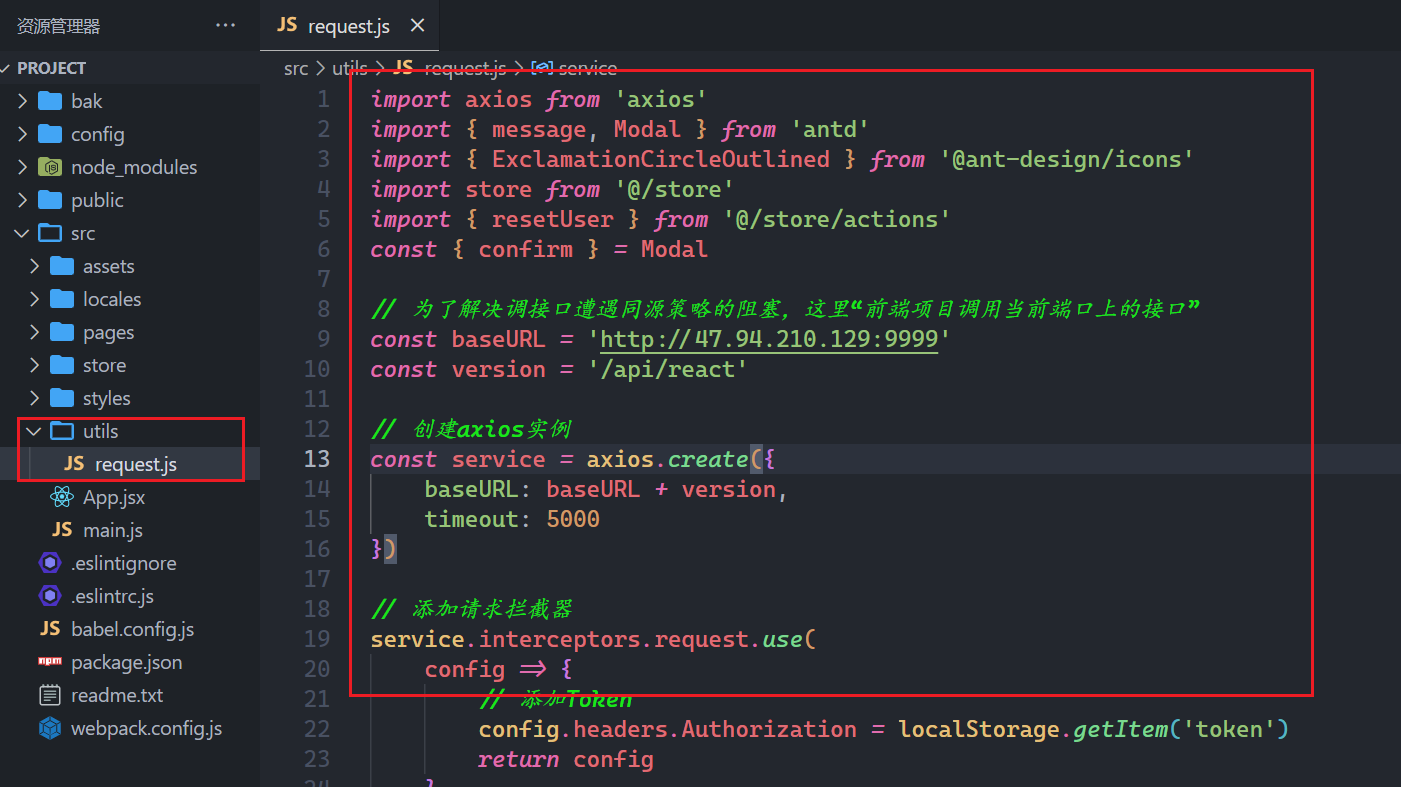 资源管理器
···
JS request.js ×
PROJECT
src > utils > JS request.js > service
bak
config
node_modules
public
src
assets
locales
pages
store
styles
utils
JS request.js
App.jsx
JS main.js
.eslintignore
.eslintrc.js
JS babel.config.js
npm package.json
readme.txt
webpack.config.js
1 import axios from 'axios'
2 import { message, Modal } from 'antd'
3 import { ExclamationCircleOutlined } from '@ant-design/icons'
4 import store from '@/store'
5 import { resetUser } from '@/store/actions'
6 const { confirm } = Modal
7
8 // 为了解决调接口遭遇同源策略的阻塞，这里“前端项目调用当前端口上的接口”
9 const baseURL = 'http://47.94.210.129:9999'
10 const version = '/api/react'
11
12 // 创建axios实例
13 const service = axios.create({
14 baseURL: baseURL + version,
15 timeout: 5000
16 })
17
18 // 添加请求拦截器
19 service.interceptors.request.use(
20 config => {
21 // 添加Token
22 config.headers.Authorization = localStorage.getItem('token')
23 return config